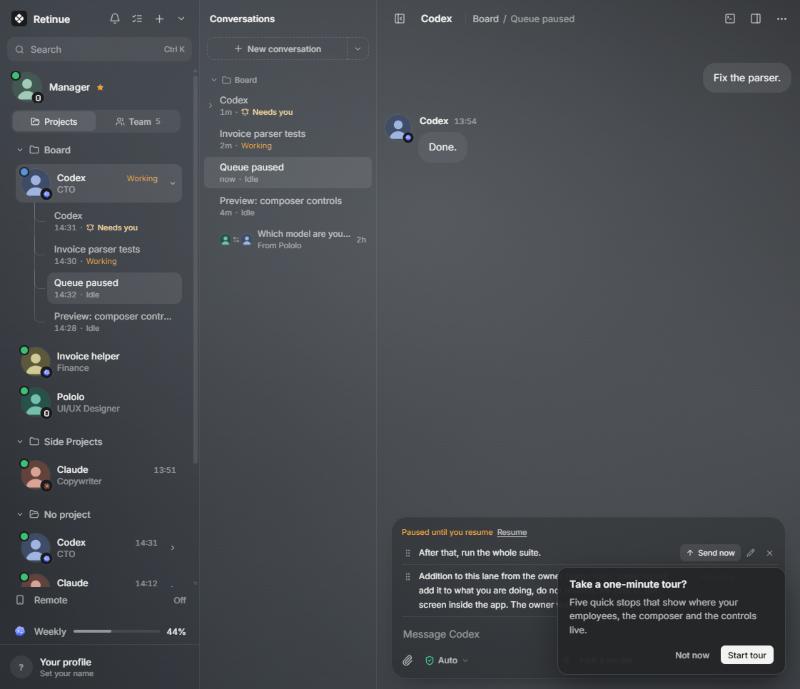 Retinue
Search
Ctrl K
Manager
Projects
Team 5
Board
Codex
Working
CTO
Codex
14:31 · Needs you
Invoice parser tests
14:30 · Working
Queue paused
14:32 · Idle
Preview: composer contr...
14:28 · Idle
Invoice helper
Finance
Pololo
UI/UX Designer
Side Projects
Claude
13:51
Copywriter
No project
Codex
14:31
CTO
Claude
14:12
Remote
Off
Weekly
44%
?
Your profile
Set your name
Conversations
+ New conversation
Board
Codex
1m · Needs you
Invoice parser tests
2m · Working
Queue paused
now · Idle
Preview: composer controls
4m · Idle
Which model are you...
2h
From Pololo
Codex
Board / Queue paused
Fix the parser.
Codex 13:54
Done.
Paused until you resume Resume
After that, run the whole suite.
Send now
Addition to this lane from the owne
add it to what you are doing, do no
screen inside the app. The owner
Message Codex
Auto
Take a one-minute tour?
Five quick stops that show where your
employees, the composer and the controls
live.
Not now
Start tour